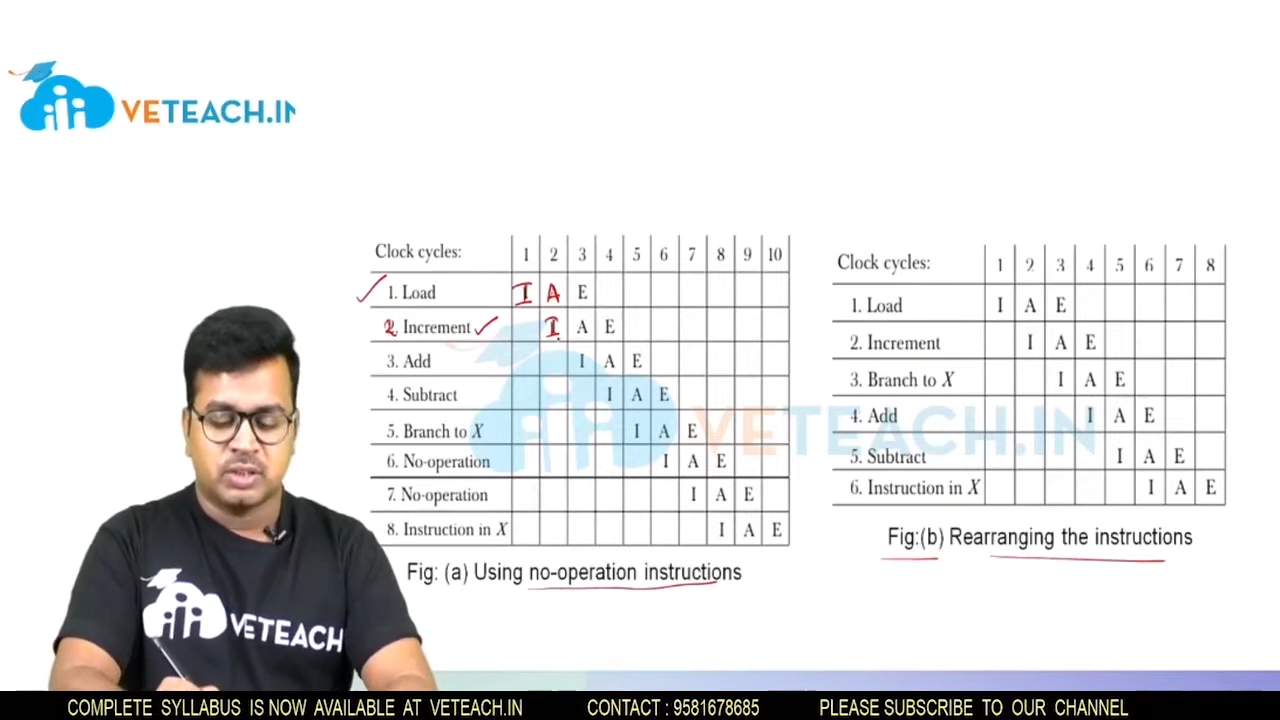 VETEACH.IN
Clock cycles: 1 2 3 4 5 6 7 8 9 10
1. Load I A E
2. Increment I A E
3. Add I A E
4. Subtract I A E
5. Branch to X I A E
6. No-operation I A E
7. No-operation I A E
8. Instruction in X I A E
Fig: (a) Using no-operation instructions
Clock cycles: 1 2 3 4 5 6 7 8
1. Load I A E
2. Increment I A E
3. Branch to X I A E
4. Add I A E
5. Subtract I A E
6. Instruction in X I A E
Fig:(b) Rearranging the instructions
VETEACH.IN
VETEACH
COMPLETE SYLLABUS IS NOW AVAILABLE AT VETEACH.IN CONTACT : 9581678685 PLEASE SUBSCRIBE TO OUR CHANNEL